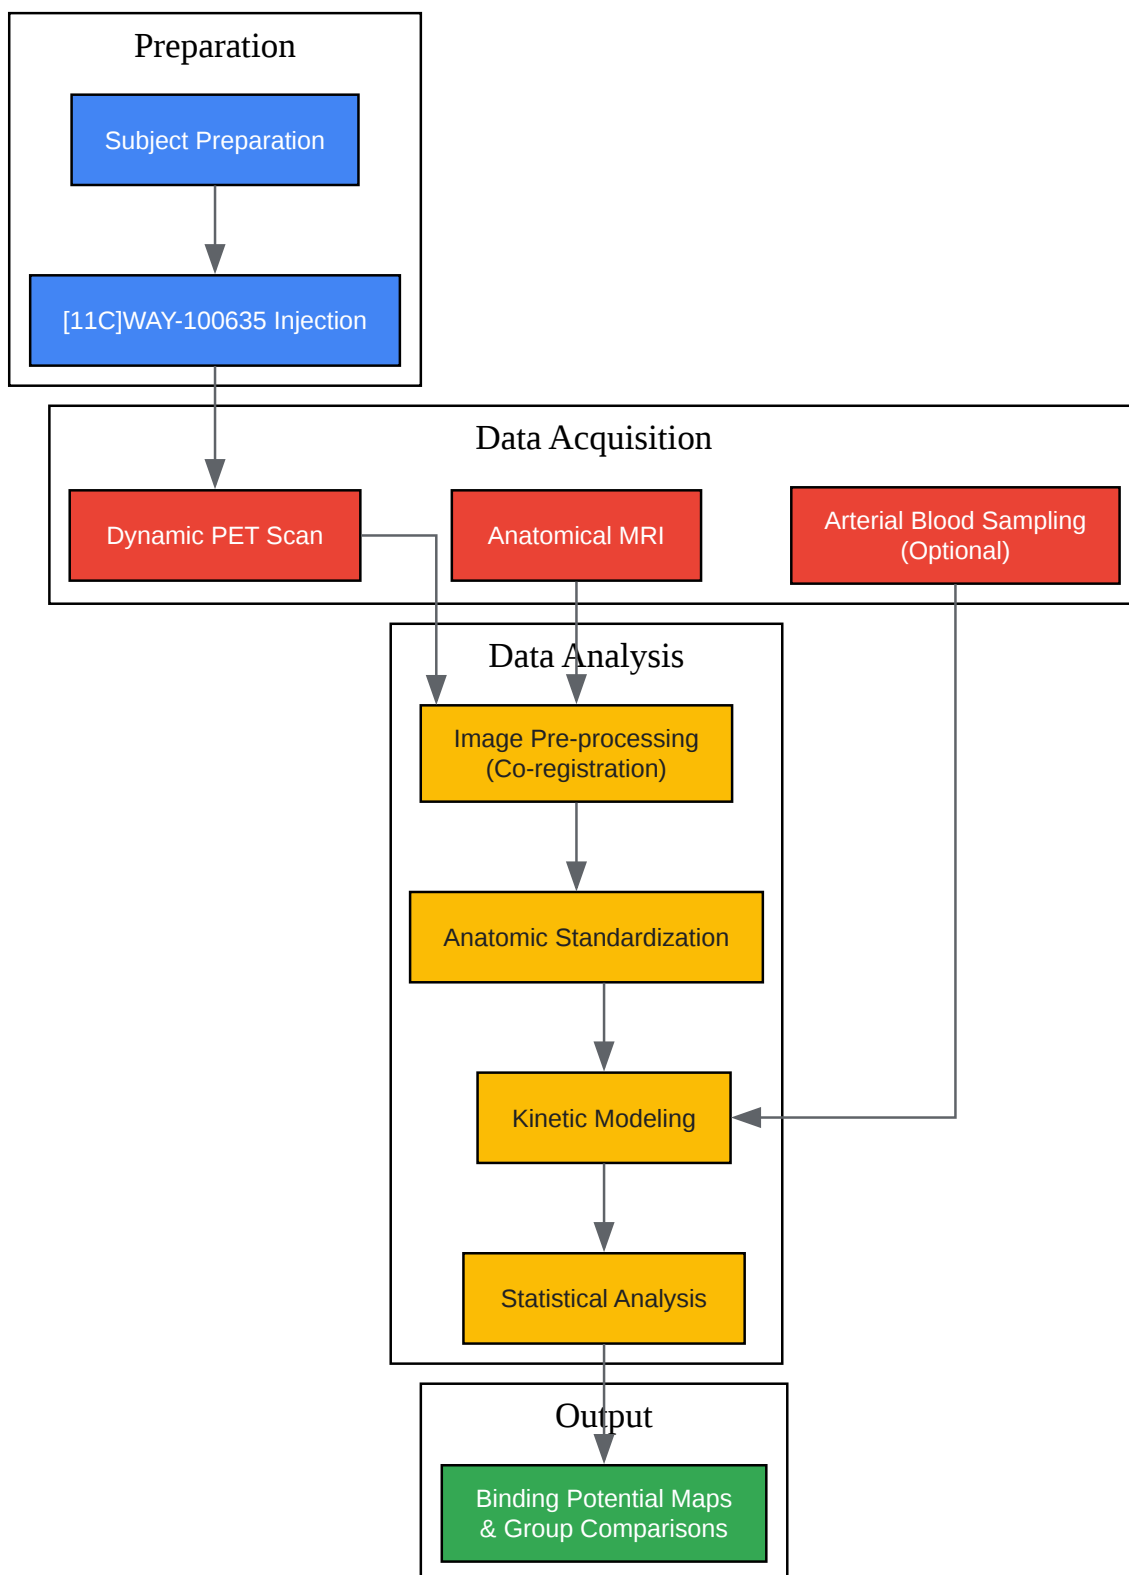 Preparation
Subject Preparation
[11C]WAY-100635 Injection
Data Acquisition
Dynamic PET Scan
Anatomical MRI
Arterial Blood Sampling
(Optional)
Data Analysis
Image Pre-processing
(Co-registration)
Anatomic Standardization
Kinetic Modeling
Statistical Analysis
Output
Binding Potential Maps
& Group Comparisons